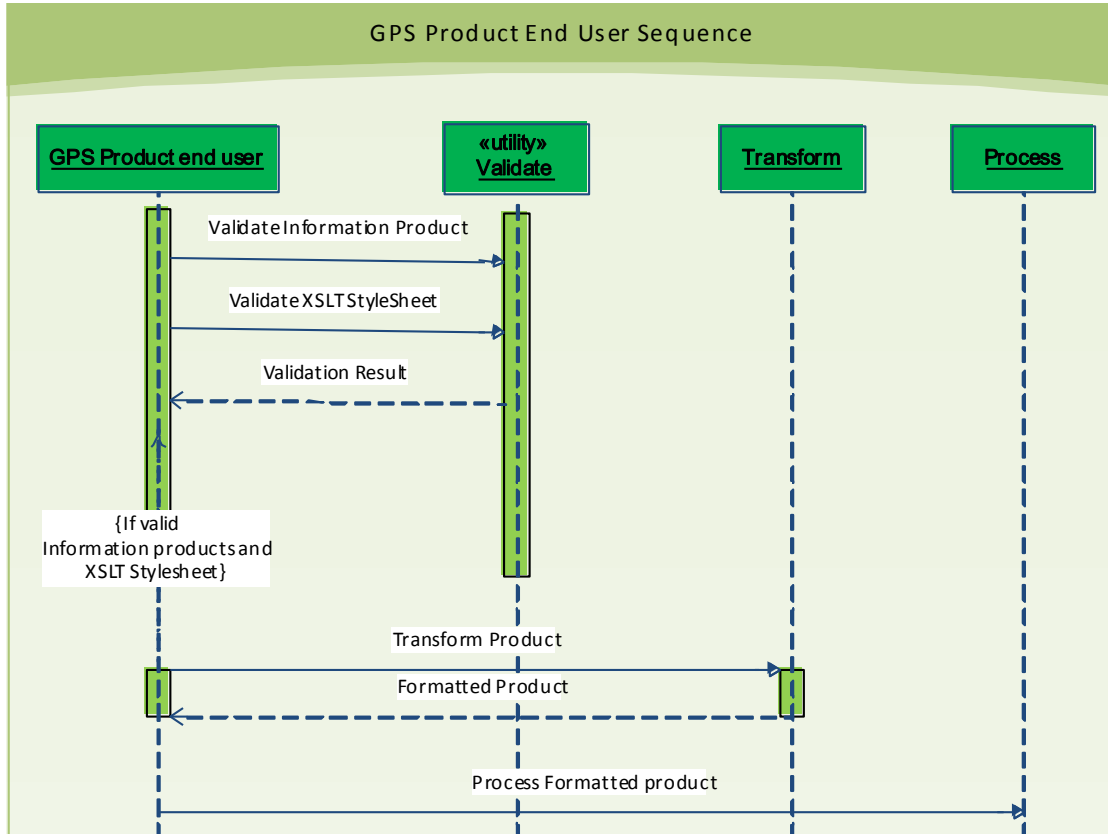 GPS Product End User Sequence
GPS Product end user
«utility»
Validate
Transform
Process
Validate Information Product
Validate XSLT StyleSheet
Validation Result
{If valid
Information products and
XSLT Stylesheet}
Transform Product
Formatted Product
Process Formatted product